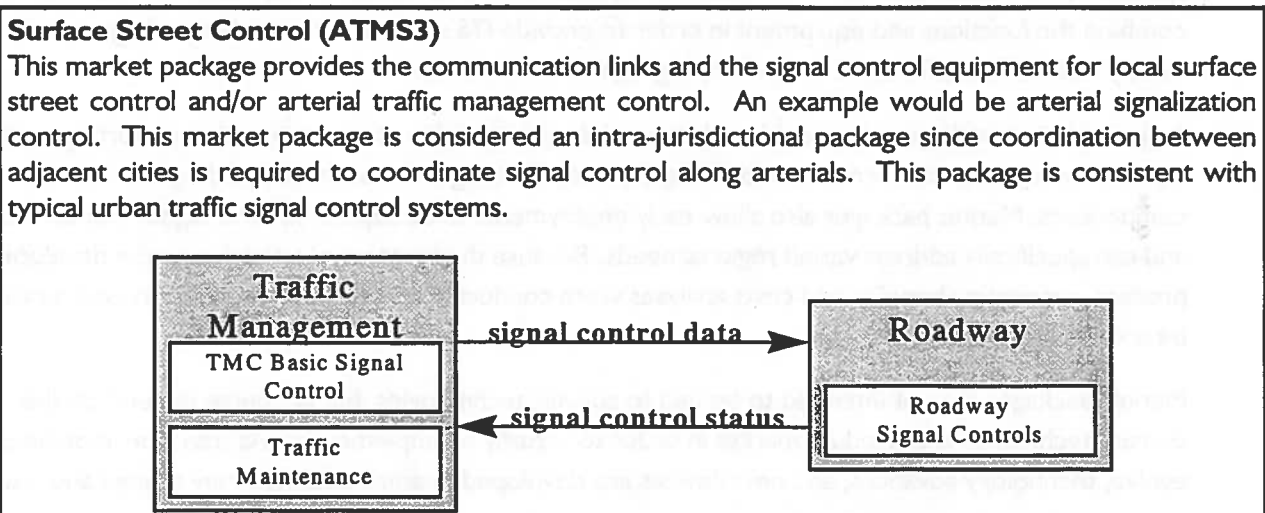 Surface Street Control (ATMS3)
This market package provides the communication links and the signal control equipment for local surface
street control and/or arterial traffic management control. An example would be arterial signalization
control. This market package is considered an intra-jurisdictional package since coordination between
adjacent cities is required to coordinate signal control along arterials. This package is consistent with
typical urban traffic signal control systems.
Traffic
Management
TMC Basic Signal
Control
Traffic
Maintenance
signal control data
signal control status
Roadway
Roadway
Signal Controls